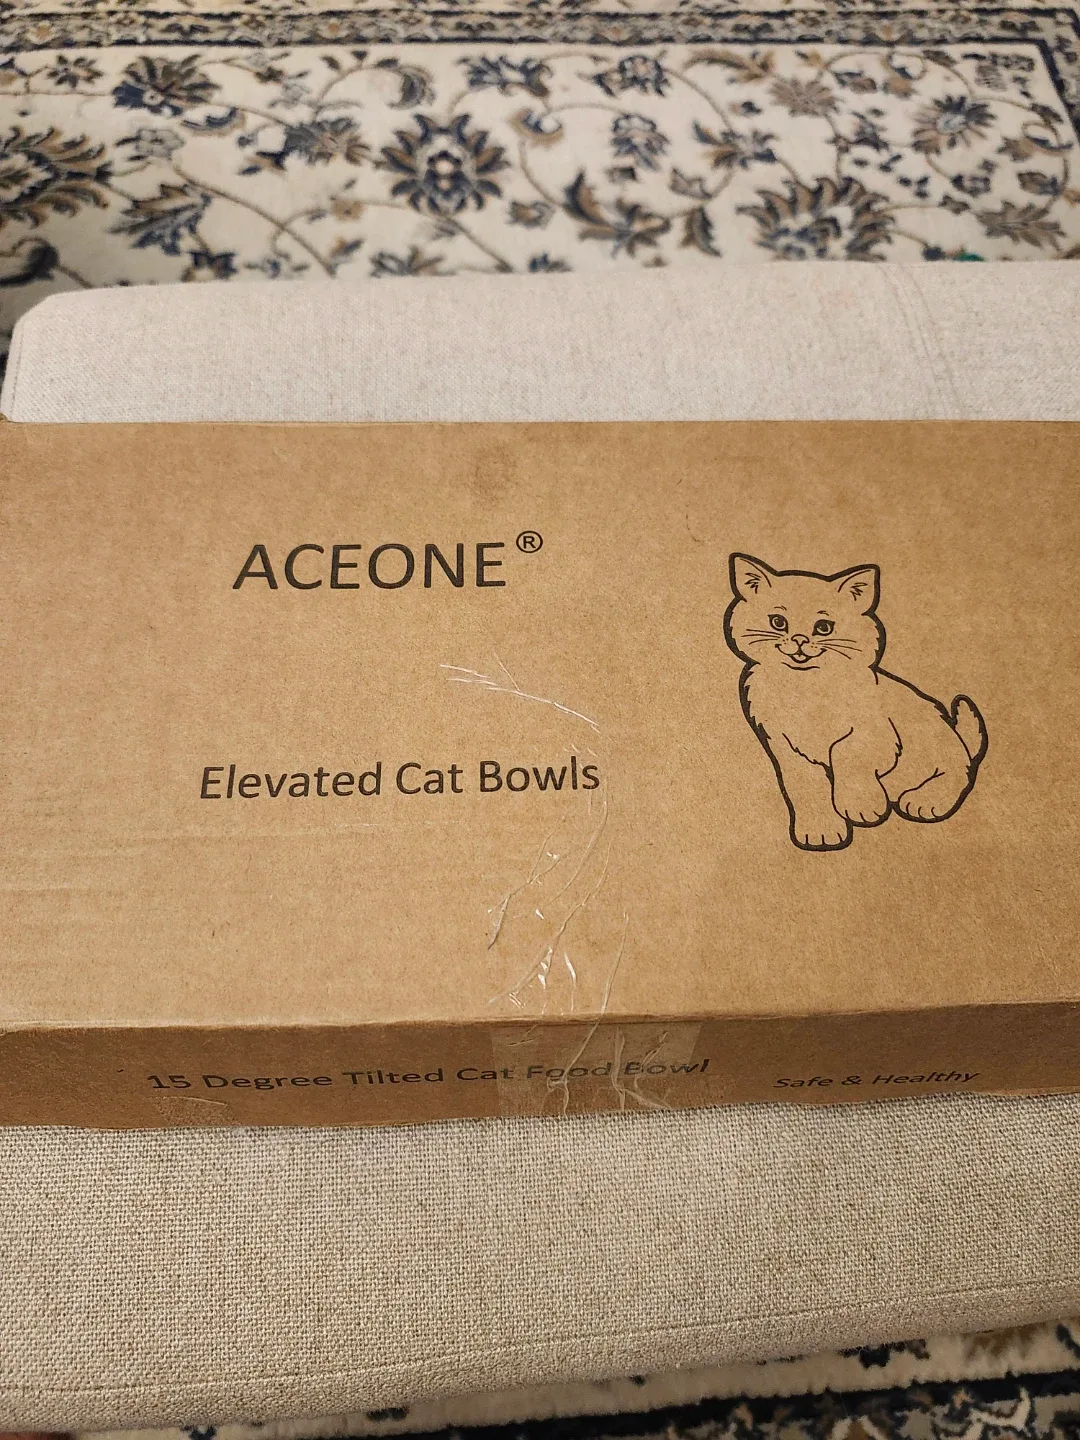 ACEONE®
Elevated Cat Bowls
15 Degree Tilted Cat Food Bowl
Safe & Healthy